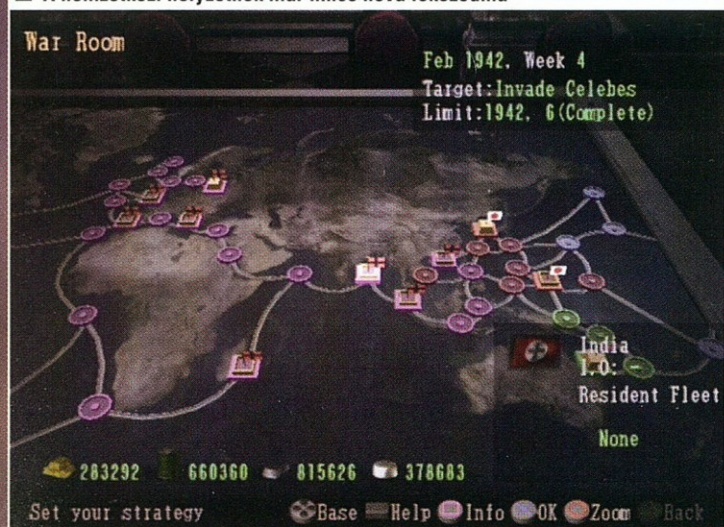 War Room
Feb 1942, Week 4
Target:Invade Celebes
Limit:1942. 6(Complete)
India
I.O:
Resident Fleet
None
283292 660360 815626 378683
Set your strategy Base Help Info OK Zoom Back